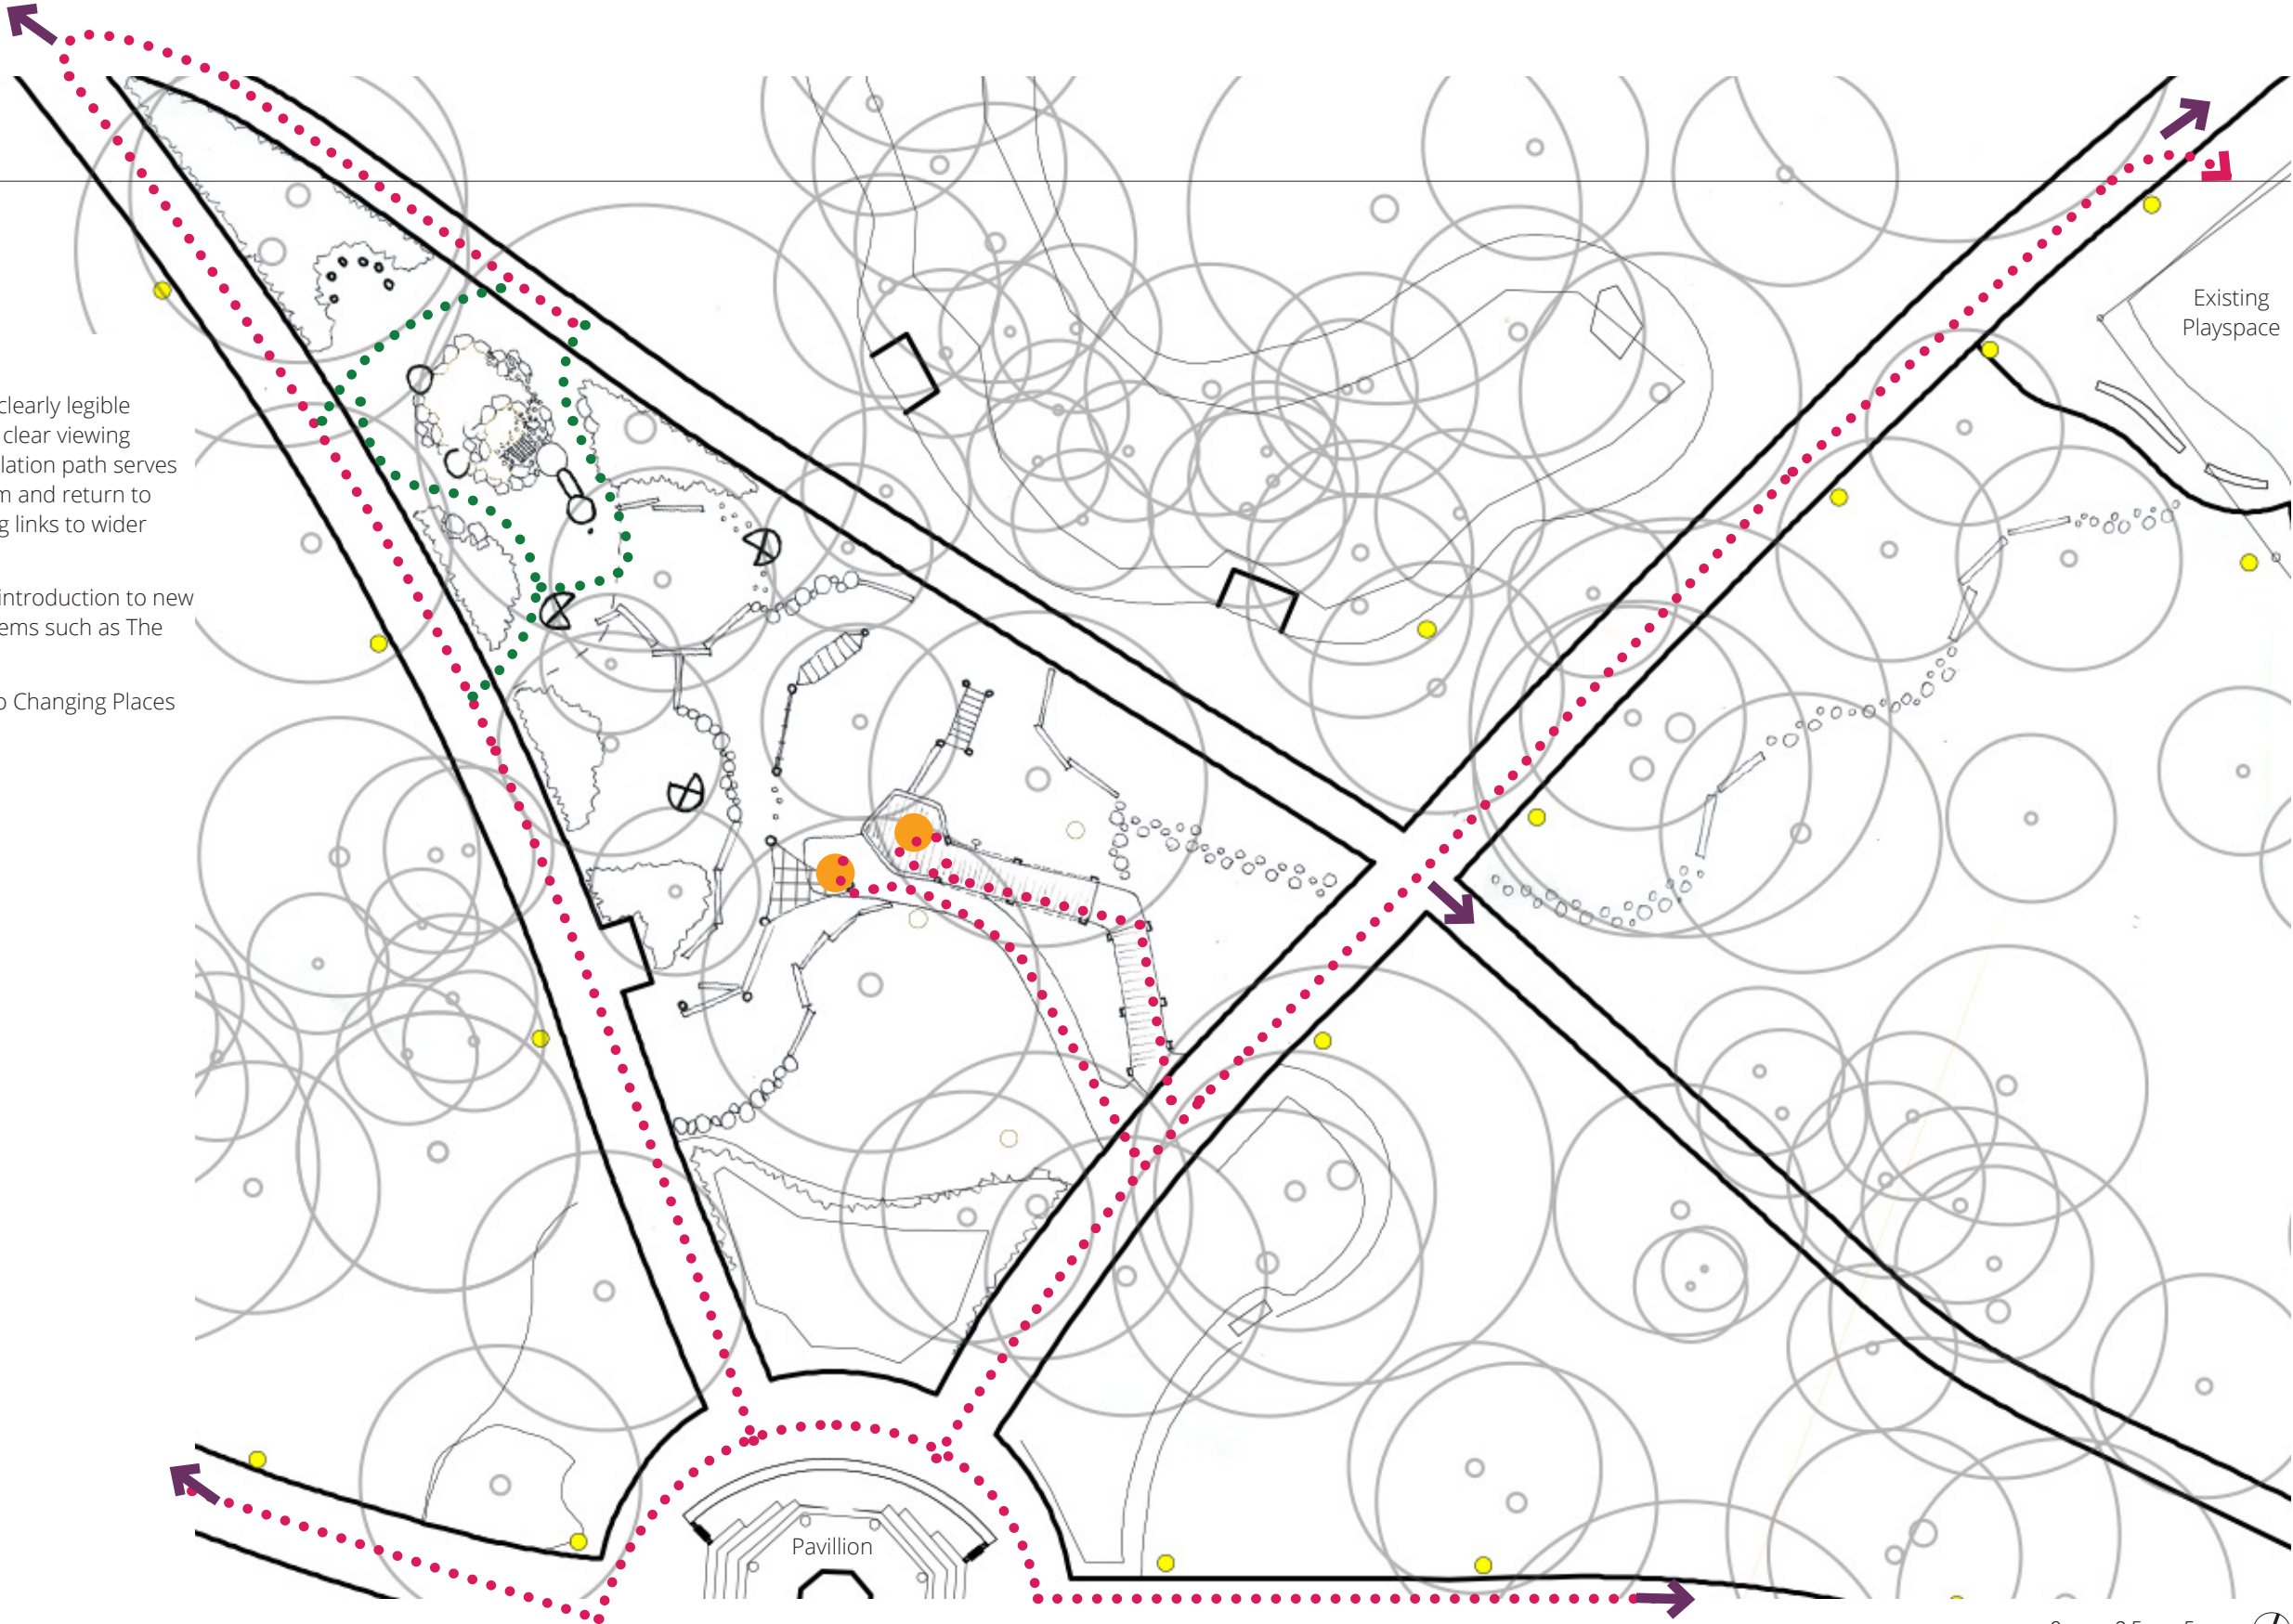 clearly legible
clear viewing
lation path serves
m and return to
g links to wider
introduction to new
ems such as The
o Changing Places
Existing
Playspace
Pavillion